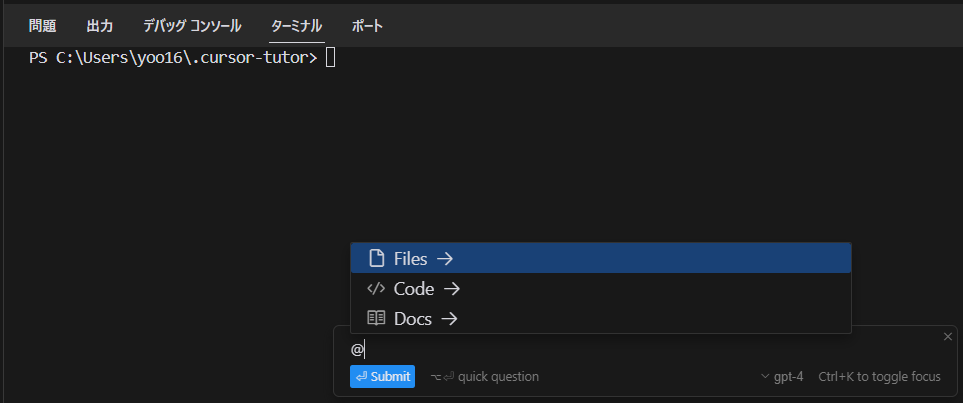 問題 出力 デバッグ コンソール ターミナル ポート
PS C:\Users\yoo16\.cursor-tutor>
Files →
Code →
Docs →
@
⏎ Submit ⌥⏎ quick question gpt-4 Ctrl+K to toggle focus